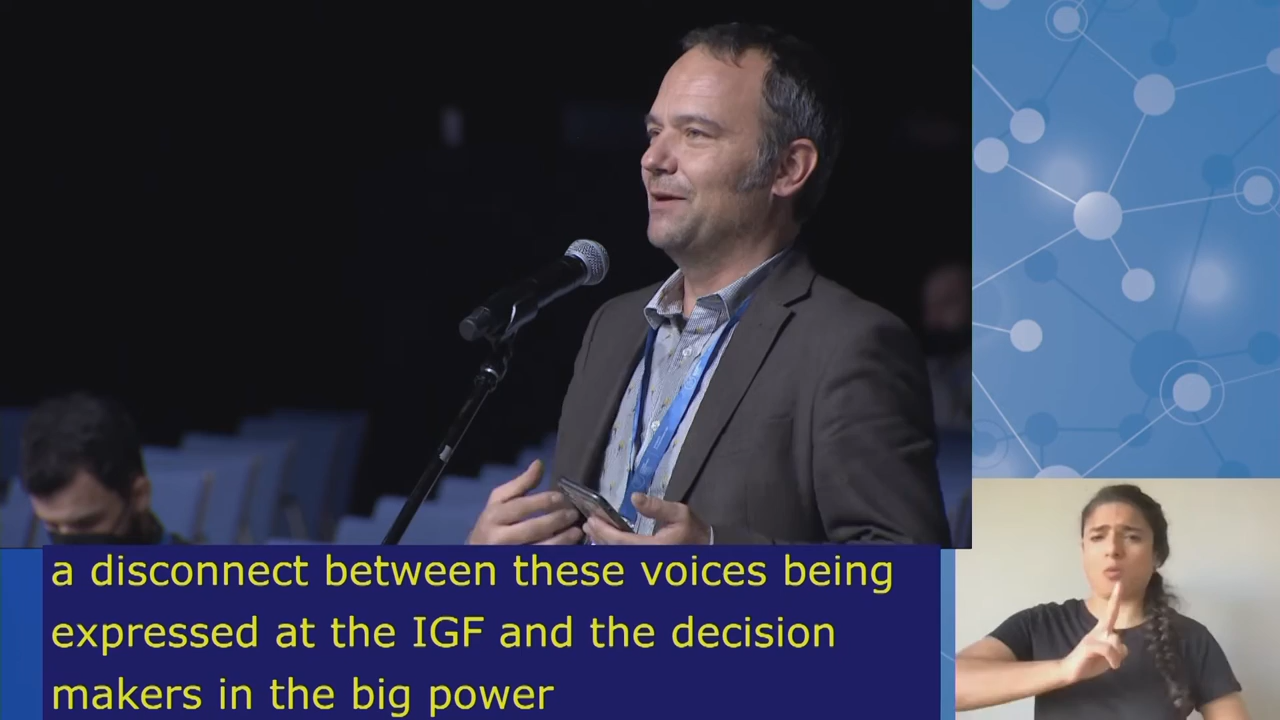 a disconnect between these voices being
expressed at the IGF and the decision
makers in the big power